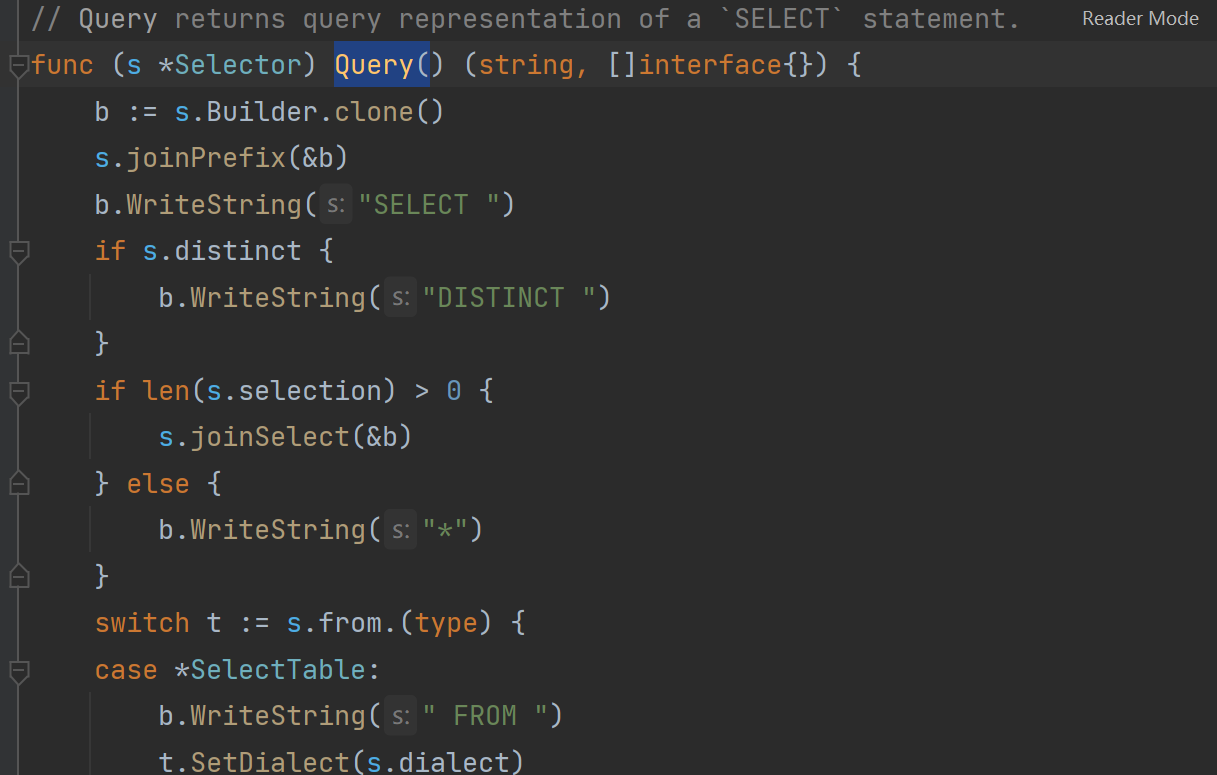 // Query returns query representation of a `SELECT` statement.
Reader Mode
func (s *Selector) Query() (string, []interface{}) {
    b := s.Builder.clone()
    s.joinPrefix(&b)
    b.WriteString( s: "SELECT ")
    if s.distinct {
        b.WriteString( s: "DISTINCT ")
    }
    if len(s.selection) > 0 {
        s.joinSelect(&b)
    } else {
        b.WriteString( s: "*")
    }
    switch t := s.from.(type) {
    case *SelectTable:
        b.WriteString( s: " FROM ")
        t.SetDialect(s.dialect)